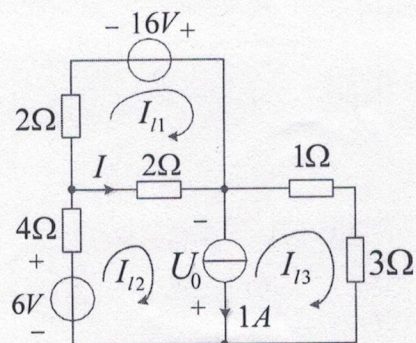 - 16V +
2Ω
I_{l1}
I
2Ω
1Ω
4Ω
-
+
I_{l2}
U_0
I_{l3}
3Ω
6V
+
1A
-